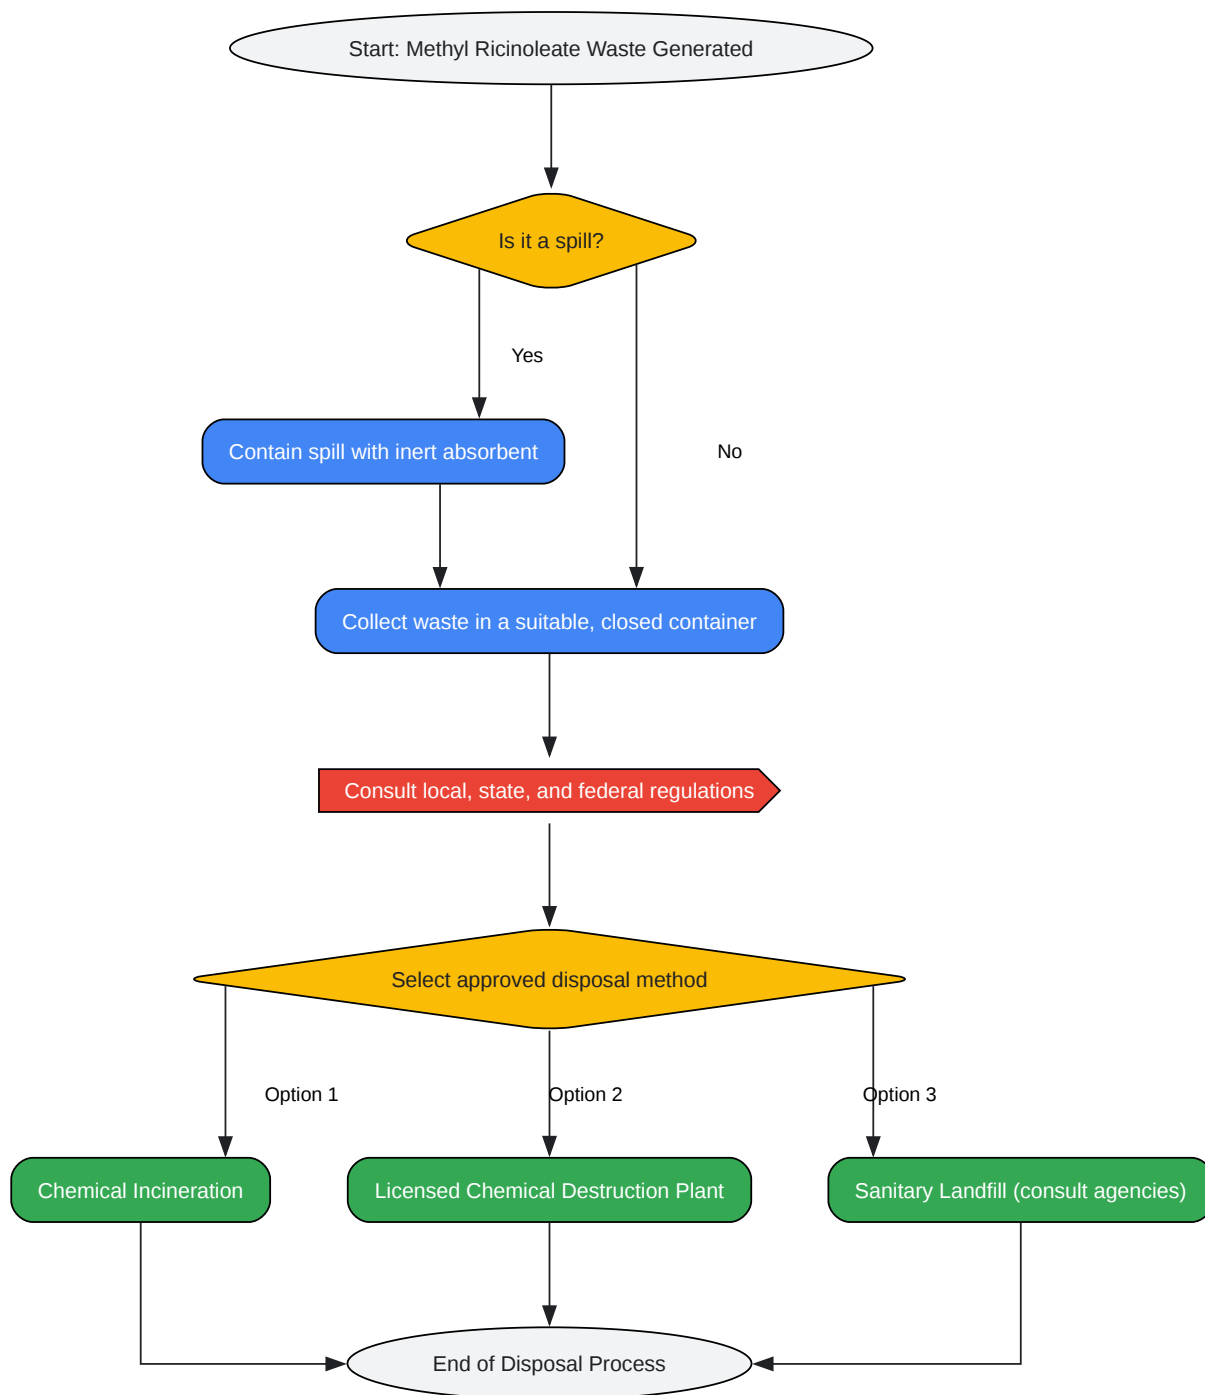 Start: Methyl Ricinoleate Waste Generated
Is it a spill?
Yes
Contain spill with inert absorbent
No
Collect waste in a suitable, closed container
Consult local, state, and federal regulations
Select approved disposal method
Option 1
Option 2
Option 3
Chemical Incineration
Licensed Chemical Destruction Plant
Sanitary Landfill (consult agencies)
End of Disposal Process